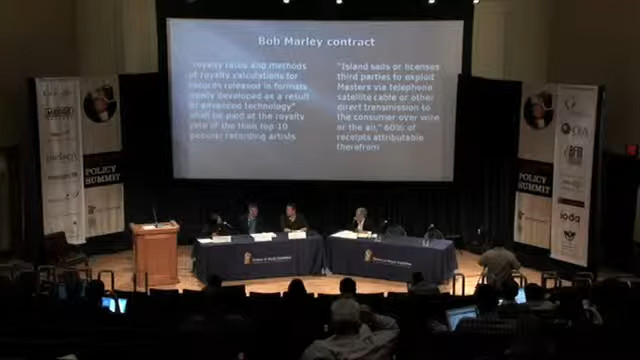 Bob Marley contract
"royalty rates and methods
of royalty calculations for
records released in formats
newly developed as a result
of advanced technology"
shall be paid at the royalty
rate of the then top 10
popular recording artists
"Island sells or licenses
third parties to exploit
Masters via telephone
satellite cable or other
direct transmission to
the consumer over wire
or the air," 60% of
receipts attributable
therefrom
POLICY
SUMMIT
POLICY
SUMMIT
ioda